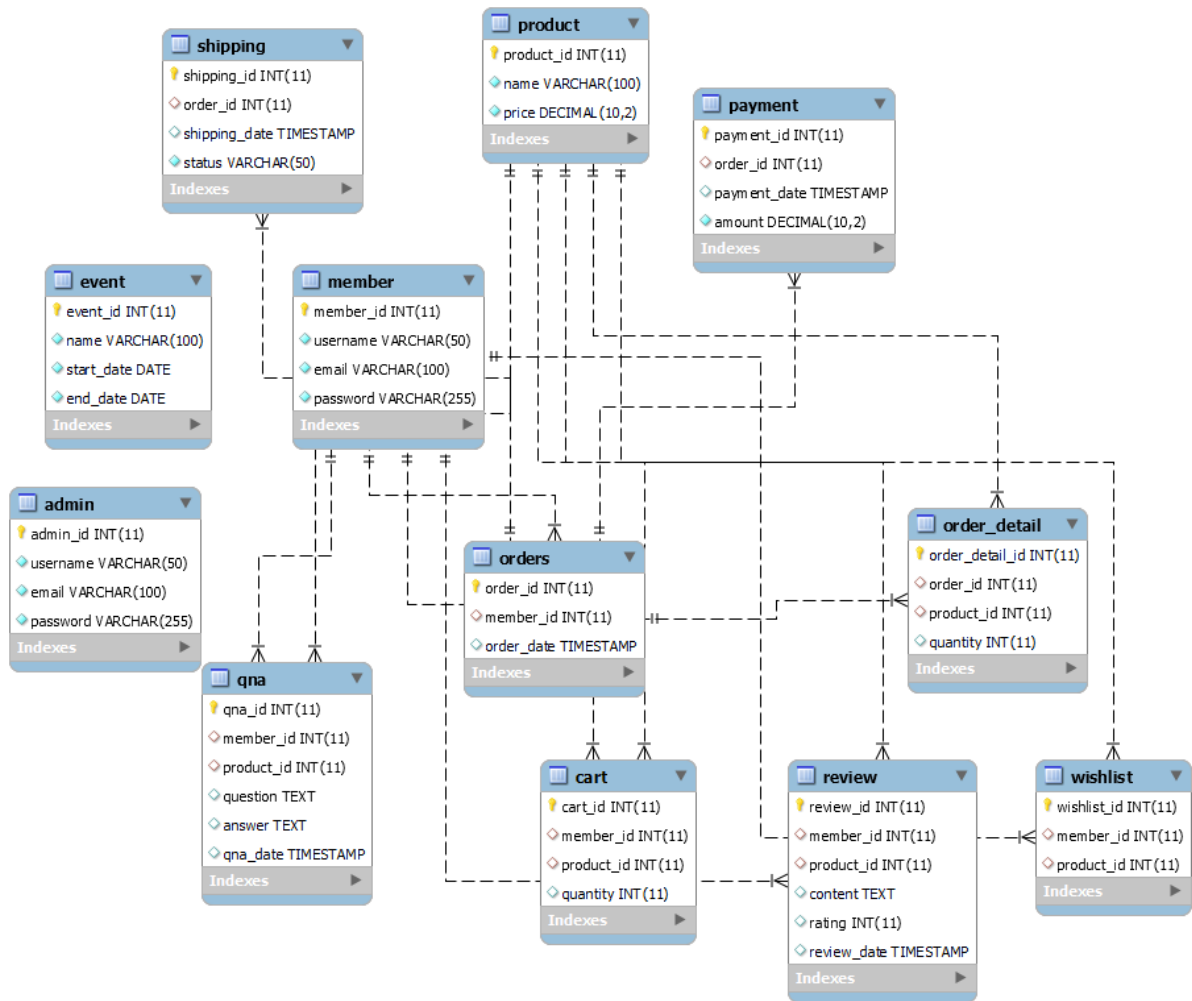 product
product_id INT(11)
name VARCHAR(100)
price DECIMAL(10,2)
Indexes
shipping
shipping_id INT(11)
order_id INT(11)
shipping_date TIMESTAMP
status VARCHAR(50)
Indexes
payment
payment_id INT(11)
order_id INT(11)
payment_date TIMESTAMP
amount DECIMAL(10,2)
Indexes
event
event_id INT(11)
name VARCHAR(100)
start_date DATE
end_date DATE
Indexes
member
member_id INT(11)
username VARCHAR(50)
email VARCHAR(100)
password VARCHAR(255)
Indexes
admin
admin_id INT(11)
username VARCHAR(50)
email VARCHAR(100)
password VARCHAR(255)
Indexes
orders
order_id INT(11)
member_id INT(11)
order_date TIMESTAMP
Indexes
order_detail
order_detail_id INT(11)
order_id INT(11)
product_id INT(11)
quantity INT(11)
Indexes
qna
qna_id INT(11)
member_id INT(11)
product_id INT(11)
question TEXT
answer TEXT
qna_date TIMESTAMP
Indexes
cart
cart_id INT(11)
member_id INT(11)
product_id INT(11)
quantity INT(11)
Indexes
review
review_id INT(11)
member_id INT(11)
product_id INT(11)
content TEXT
rating INT(11)
review_date TIMESTAMP
Indexes
wishlist
wishlist_id INT(11)
member_id INT(11)
product_id INT(11)
Indexes